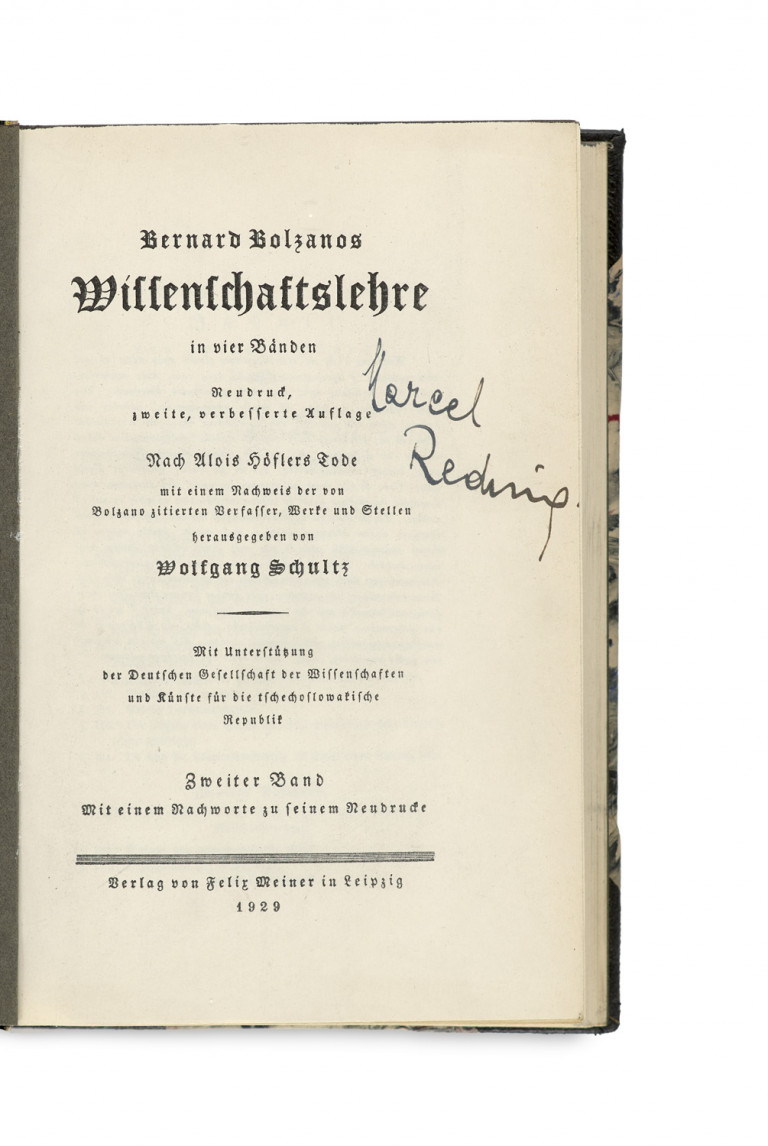 Bernard Bolzanos
Wiſſenſchaftslehre
in vier Bänden
Neudruck,
zweite, verbeſſerte Auflage
Marcel
Reding.
Nach Alois Höflers Tode
mit einem Nachweis der von
Bolzano zitierten Verfaſſer, Werke und Stellen
herausgegeben von
Wolfgang Schultz
Mit Unterſtützung
der Deutſchen Geſellſchaft der Wiſſenſchaften
und Künſte für die tſchechoſlowakiſche
Republik
Zweiter Band
Mit einem Nachworte zu ſeinem Neudrucke
Verlag von Felix Meiner in Leipzig
1929